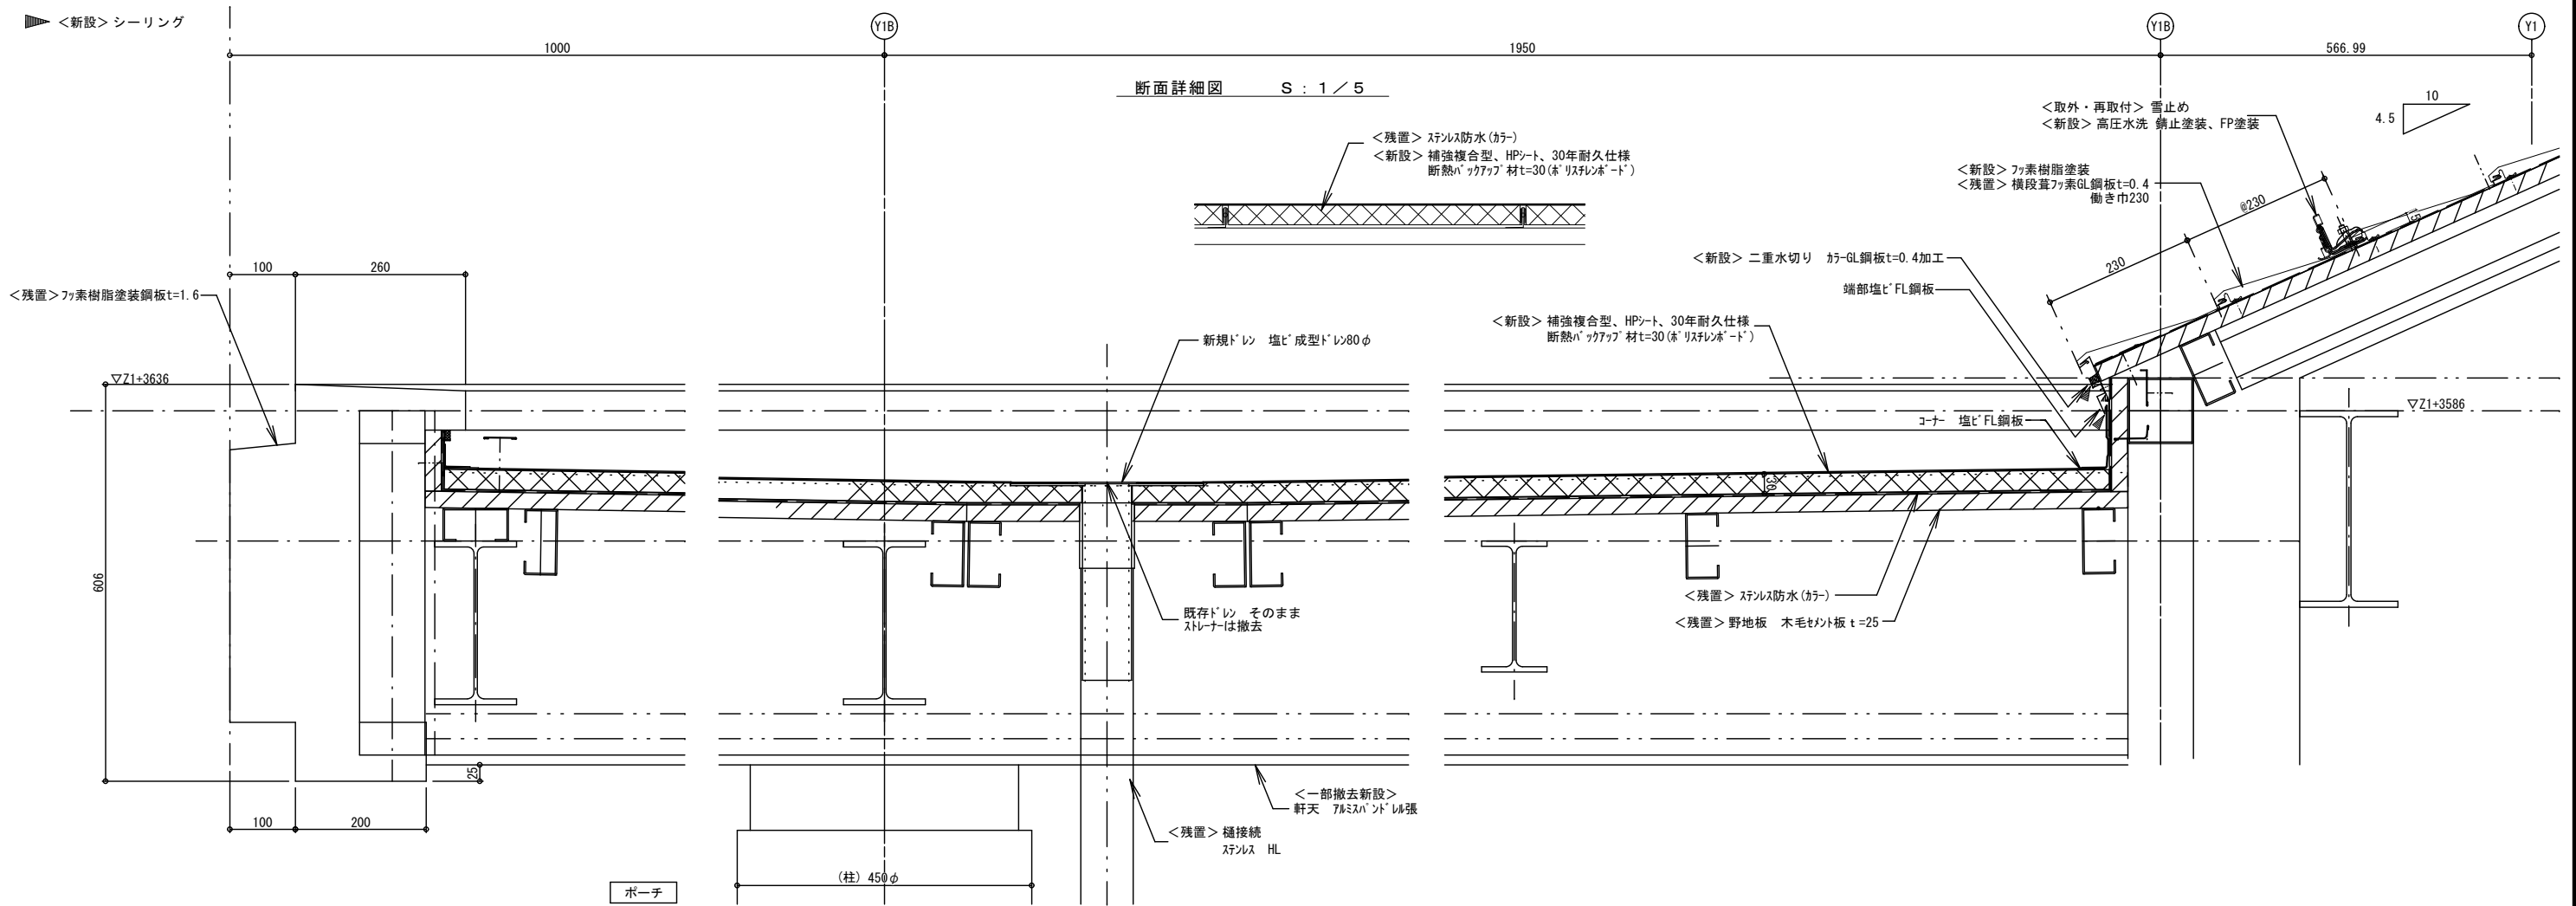 <新設> シーリング
Y1B
Y1B
Y1
1000
1950
566.99
断面詳細図 S : 1/5
10
4.5
<取外・再取付> 雪止め
<新設> 高圧水洗 錆止塗装、FP塗装
<残置> ｽﾃﾝﾚｽ防水(ｶﾗｰ)
<新設> 補強複合型、HPｼｰﾄ、30年耐久仕様
断熱ﾊﾞｯｸｱｯﾌﾟ材t=30(ﾎﾟﾘｽﾁﾚﾝﾎﾞｰﾄﾞ)
<新設> ﾌｯ素樹脂塗装
<残置> 横段葺ﾌｯ素GL鋼板t=0.4
働き巾230
@230
230
15
<新設> 二重水切り ｶﾗｰGL鋼板t=0.4加工
端部塩ﾋﾞFL鋼板
100
260
<残置>ﾌｯ素樹脂塗装鋼板t=1.6
<新設> 補強複合型、HPｼｰﾄ、30年耐久仕様
断熱ﾊﾞｯｸｱｯﾌﾟ材t=30(ﾎﾟﾘｽﾁﾚﾝﾎﾞｰﾄﾞ)
新規ﾄﾞﾚﾝ 塩ﾋﾞ成型ﾄﾞﾚﾝ80φ
▽Z1+3636
▽Z1+3586
ｺｰﾅｰ 塩ﾋﾞFL鋼板
30
606
<残置> ｽﾃﾝﾚｽ防水(ｶﾗｰ)
<残置> 野地板 木毛ｾﾒﾝﾄ板 t=25
既存ﾄﾞﾚﾝ そのまま
ｽﾄﾚｰﾅｰは撤去
25
<一部撤去新設>
軒天 ｱﾙﾐｽﾊﾟﾝﾄﾞﾚﾙ張
100
200
<残置> 樋接続
ｽﾃﾝﾚｽ HL
(柱) 450φ
ポーチ